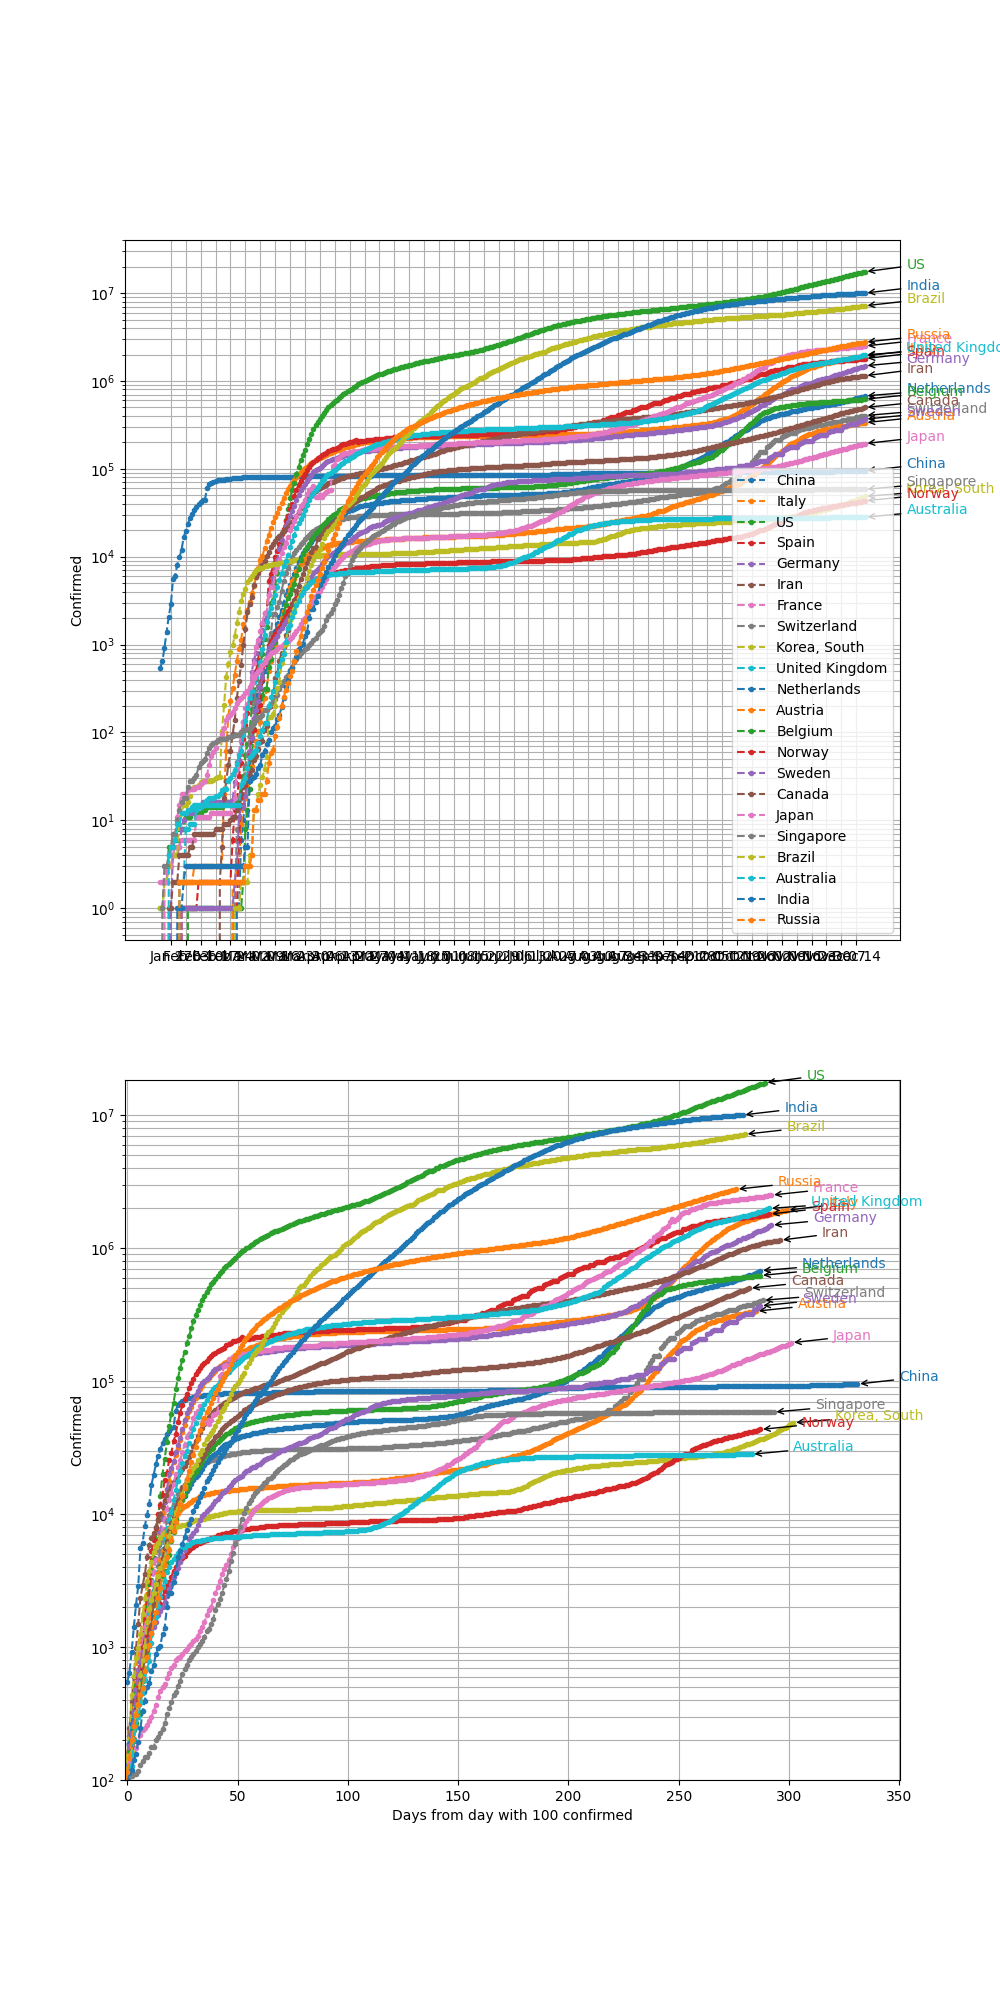 10⁷
10⁶
10⁵
10⁴
10³
10²
10¹
10⁰
Confirmed
US
India
Brazil
Russia
France
United Kingdo
Spain
Germany
Iran
Netherlands
Belgium
Canada
Switzerland
Austria
Japan
China
Singapore
Korea, South
Norway
Australia
China
Italy
US
Spain
Germany
Iran
France
Switzerland
Korea, South
United Kingdom
Netherlands
Austria
Belgium
Norway
Sweden
Canada
Japan
Singapore
Brazil
Australia
India
Russia
10⁷
10⁶
10⁵
10⁴
10³
10²
Confirmed
US
India
Brazil
Russia
France
United Kingdom
Italy
Spain
Germany
Iran
Netherlands
Belgium
Canada
Switzerland
Sweden
Austria
Japan
China
Singapore
Korea, South
Norway
Australia
0 50 100 150 200 250 300 350
Days from day with 100 confirmed